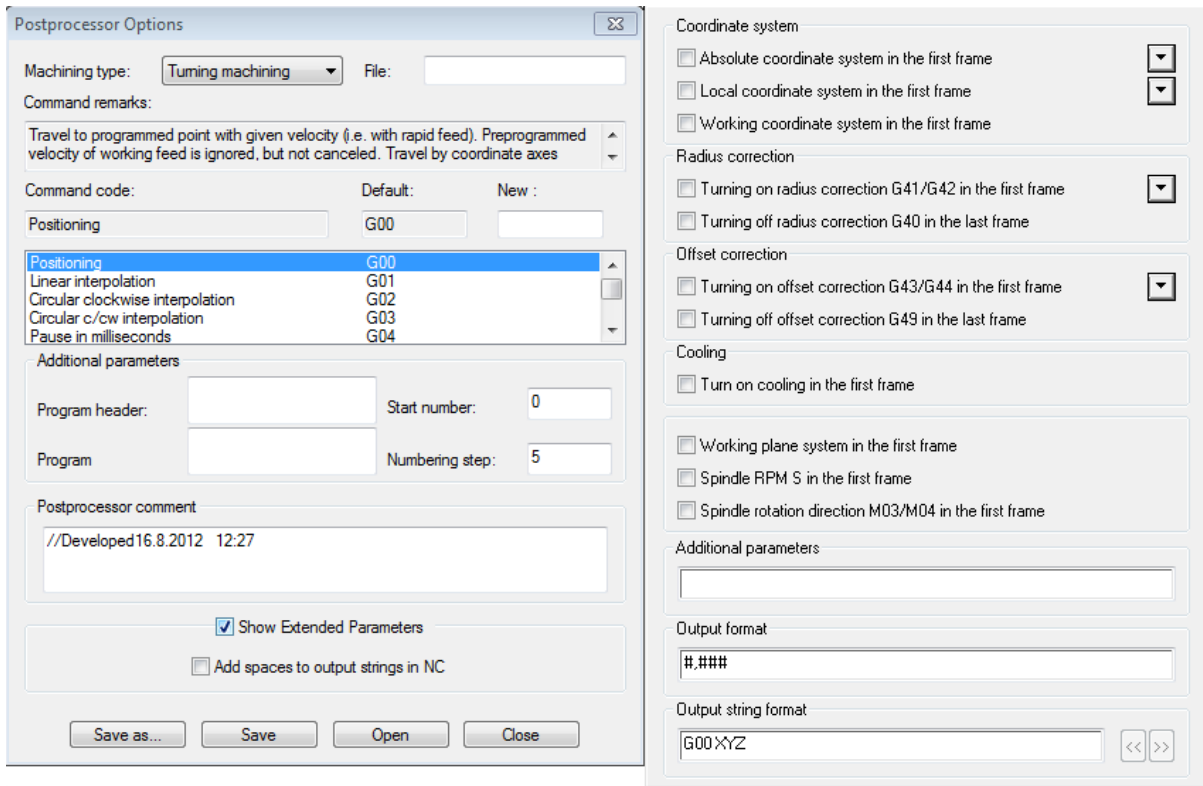 Postprocessor Options
Machining type: Turning machining File:
Command remarks:
Travel to programmed point with given velocity (i.e. with rapid feed). Preprogrammed
velocity of working feed is ignored, but not canceled. Travel by coordinate axes
Command code: Default: New :
Positioning G00
Positioning G00
Linear interpolation G01
Circular clockwise interpolation G02
Circular c/cw interpolation G03
Pause in milliseconds G04
Additional parameters
Program header: Start number: 0
Program Numbering step: 5
Postprocessor comment
//Developed16.8.2012 12:27
Show Extended Parameters
Add spaces to output strings in NC
Save as... Save Open Close
Coordinate system
Absolute coordinate system in the first frame
Local coordinate system in the first frame
Working coordinate system in the first frame
Radius correction
Turning on radius correction G41/G42 in the first frame
Turning off radius correction G40 in the last frame
Offset correction
Turning on offset correction G43/G44 in the first frame
Turning off offset correction G49 in the last frame
Cooling
Turn on cooling in the first frame
Working plane system in the first frame
Spindle RPM S in the first frame
Spindle rotation direction M03/M04 in the first frame
Additional parameters
Output format
#,###
Output string format
G00XYZ << >>